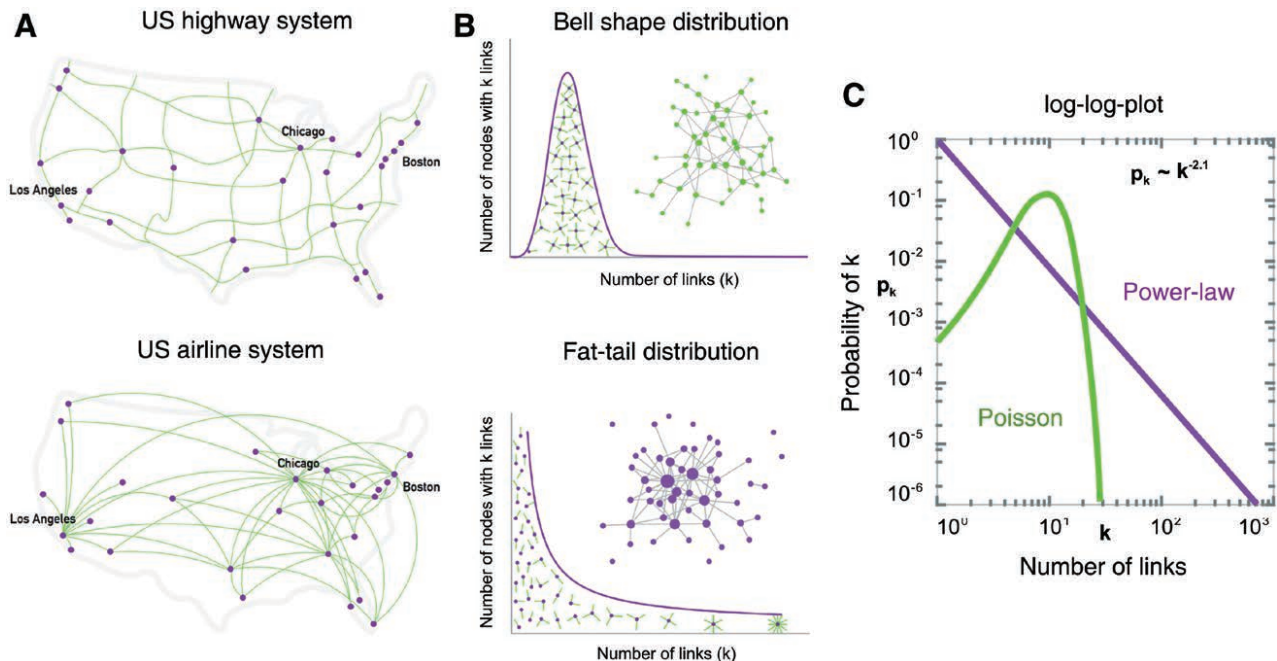 A
US highway system
Chicago
Boston
Los Angeles
US airline system
Chicago
Boston
Los Angeles
B
Bell shape distribution
Number of nodes with k links
Number of links (k)
Fat-tail distribution
Number of nodes with k links
Number of links (k)
C
log-log-plot
10⁰
10⁻¹
10⁻²
10⁻³
10⁻⁴
10⁻⁵
10⁻⁶
Probability of k
pₖ
pₖ ~ k⁻²·¹
Power-law
Poisson
10⁰
10¹
10²
10³
k
Number of links